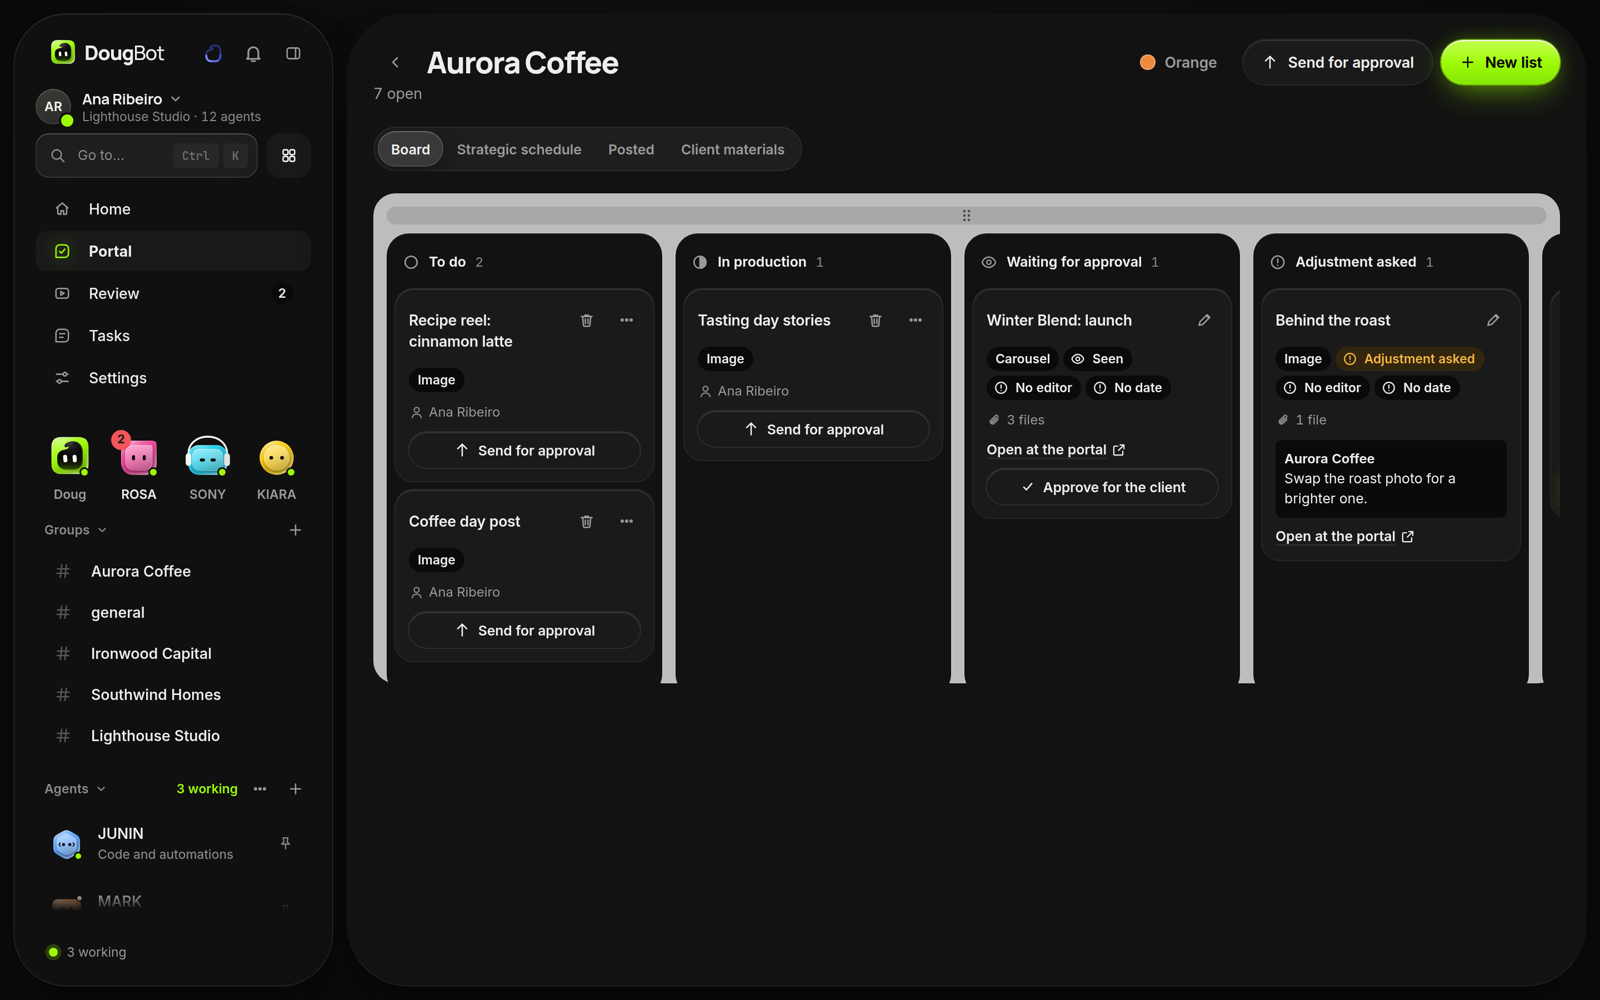 DougBot
AR
Ana Ribeiro
Lighthouse Studio · 12 agents
Go to...
Ctrl
K
Home
Portal
Review
2
Tasks
Settings
2
Doug
ROSA
SONY
KIARA
Groups
Aurora Coffee
general
Ironwood Capital
Southwind Homes
Lighthouse Studio
Agents
3 working
JUNIN
Code and automations
MARK
3 working
Aurora Coffee
7 open
Orange
Send for approval
New list
Board
Strategic schedule
Posted
Client materials
To do 2
Recipe reel:
cinnamon latte
Image
Ana Ribeiro
Send for approval
Coffee day post
Image
Ana Ribeiro
Send for approval
In production 1
Tasting day stories
Image
Ana Ribeiro
Send for approval
Waiting for approval 1
Winter Blend: launch
Carousel
Seen
No editor
No date
3 files
Open at the portal
Approve for the client
Adjustment asked 1
Behind the roast
Image
Adjustment asked
No editor
No date
1 file
Aurora Coffee
Swap the roast photo for a
brighter one.
Open at the portal